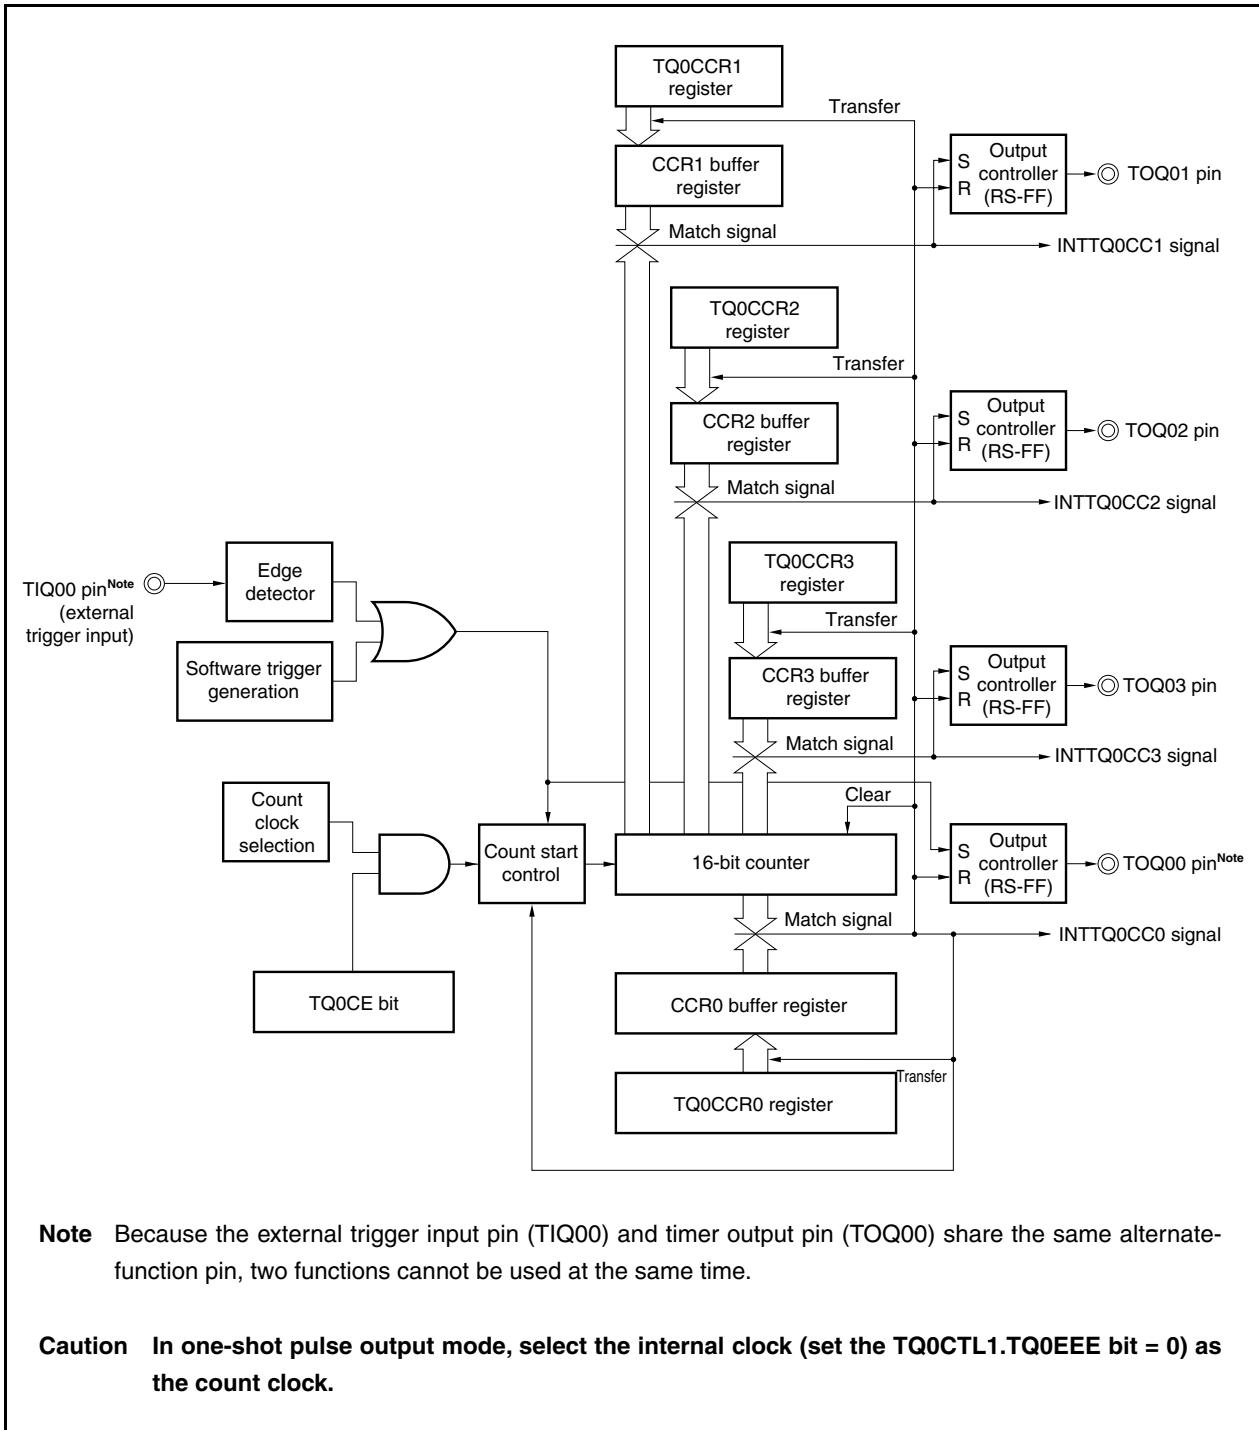 TQ0CCR1
register
Transfer
CCR1 buffer
register
S
R
Output
controller
(RS-FF)
TOQ01 pin
Match signal
INTTQ0CC1 signal
TQ0CCR2
register
Transfer
CCR2 buffer
register
S
R
Output
controller
(RS-FF)
TOQ02 pin
Match signal
INTTQ0CC2 signal
TIQ00 pinNote
(external
trigger input)
Edge
detector
Software trigger
generation
TQ0CCR3
register
Transfer
CCR3 buffer
register
S
R
Output
controller
(RS-FF)
TOQ03 pin
Match signal
INTTQ0CC3 signal
Count
clock
selection
Count start
control
Clear
16-bit counter
S
R
Output
controller
(RS-FF)
TOQ00 pinNote
Match signal
INTTQ0CC0 signal
TQ0CE bit
CCR0 buffer register
Transfer
TQ0CCR0 register
Note Because the external trigger input pin (TIQ00) and timer output pin (TOQ00) share the same alternate-
function pin, two functions cannot be used at the same time.
Caution In one-shot pulse output mode, select the internal clock (set the TQ0CTL1.TQ0EEE bit = 0) as
the count clock.